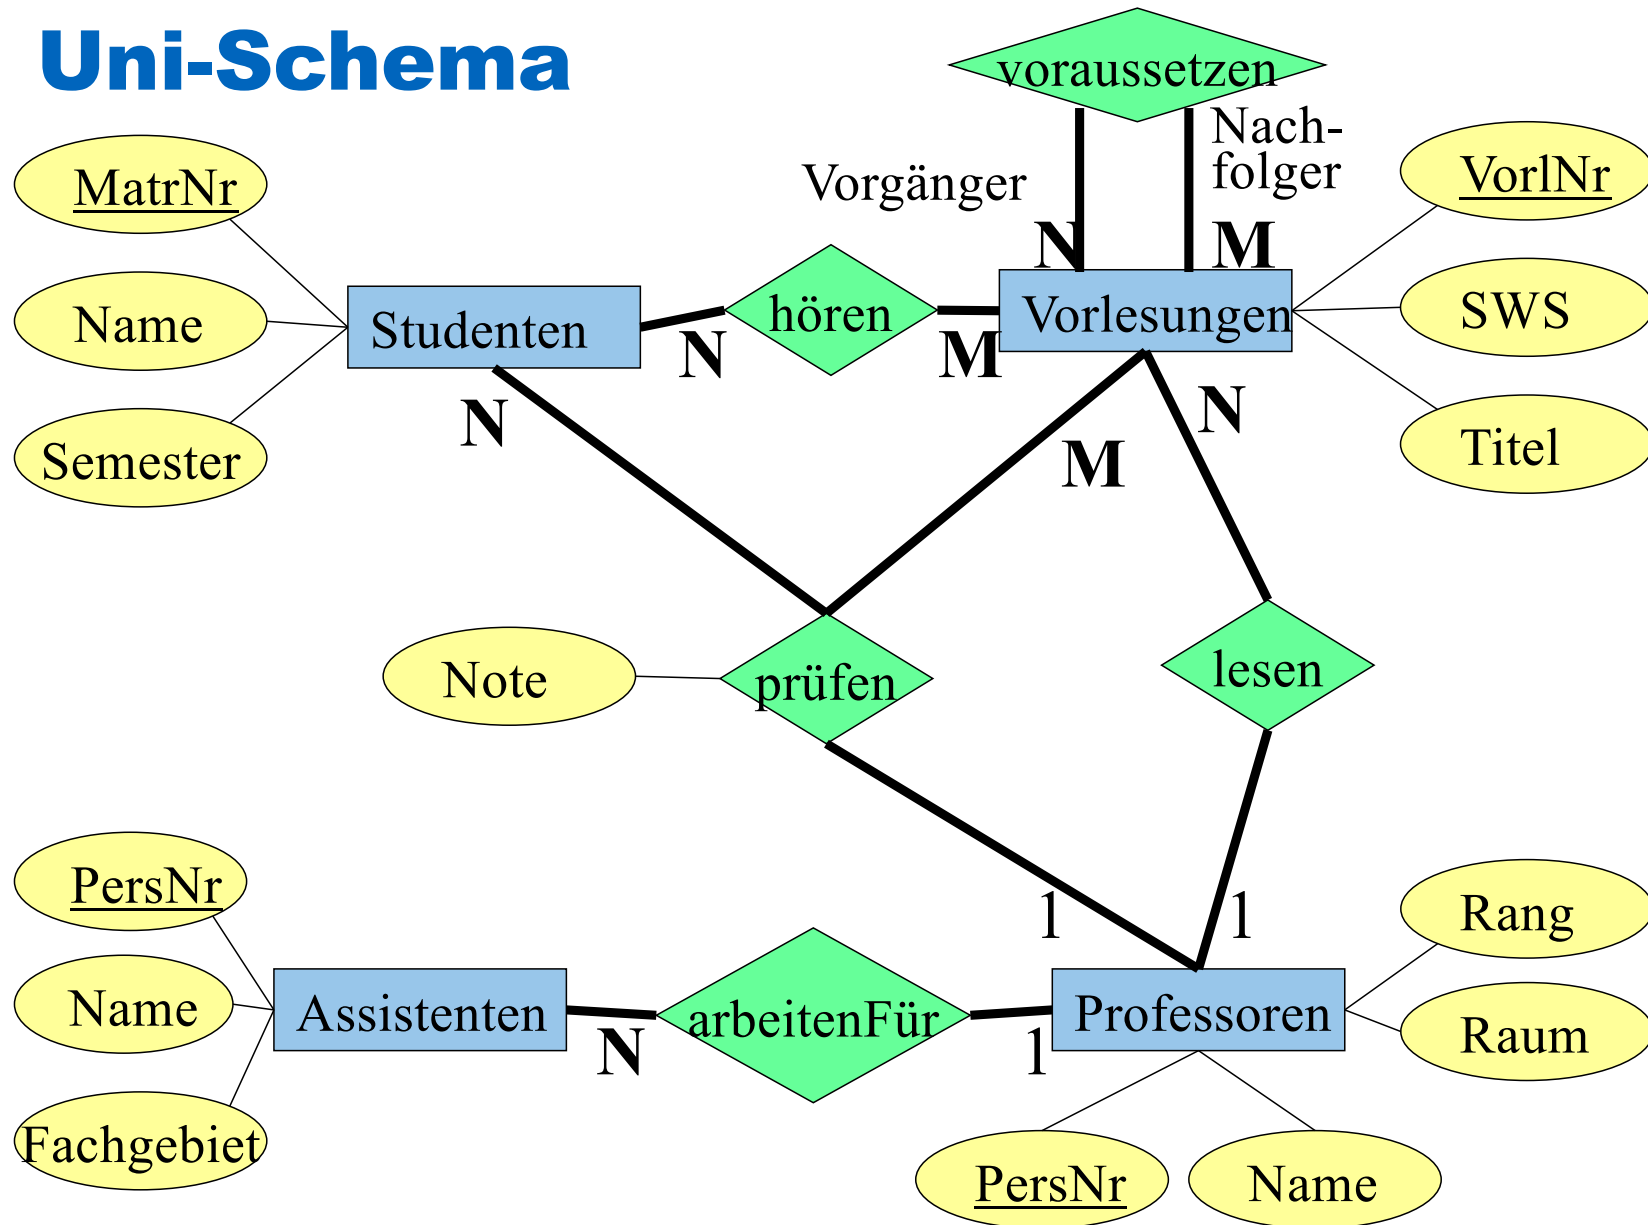 Uni-Schema
voraussetzen
Nach-
folger
Vorgänger
MatrNr
VorlNr
N
M
Name
Studenten
N
hören
M
Vorlesungen
SWS
Semester
N
M
N
Titel
Note
prüfen
lesen
PersNr
1
1
Rang
Name
Assistenten
N
arbeitenFür
1
Professoren
Raum
Fachgebiet
PersNr
Name